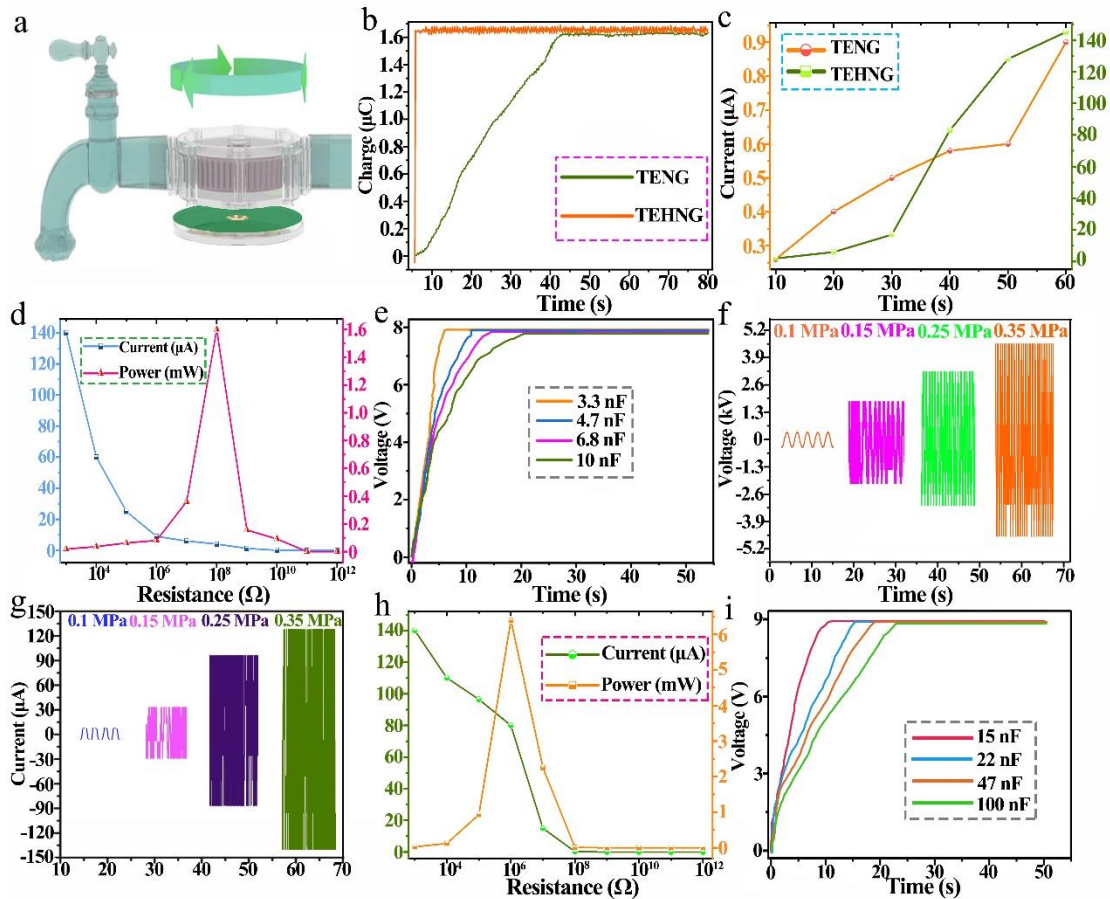 a
b
1.6
1.2
0.8
0.4
0
Charge (μC)
TENG
TEHNG
10 20 30 40 50 60 70 80
Time (s)
c
0.9
0.8
0.7
0.6
0.5
0.4
0.3
Current (μA)
TENG
TEHNG
140
120
100
80
60
40
20
0
10 20 30 40 50 60
Time (s)
d
140
120
100
80
60
40
20
0
Current (μA)
Power (mW)
1.6
1.4
1.2
1.0
0.8
0.6
0.4
0.2
0
10⁴ 10⁶ 10⁸ 10¹⁰ 10¹²
Resistance (Ω)
e
8
6
4
2
0
Voltage (V)
3.3 nF
4.7 nF
6.8 nF
10 nF
0 10 20 30 40 50
Time (s)
f
0.1 MPa 0.15 MPa 0.25 MPa 0.35 MPa
5.2
3.9
2.6
1.3
0
-1.3
-2.6
-3.9
-5.2
Voltage (kV)
0 10 20 30 40 50 60 70
Time (s)
g
0.1 MPa 0.15 MPa 0.25 MPa 0.35 MPa
150
120
90
60
30
0
-30
-60
-90
-120
-150
Current (μA)
10 20 30 40 50 60 70
Time (s)
h
140
120
100
80
60
40
20
0
Current (μA)
Power (mW)
6
5
4
3
2
1
0
10⁴ 10⁶ 10⁸ 10¹⁰ 10¹²
Resistance (Ω)
i
9
6
3
0
Voltage (V)
15 nF
22 nF
47 nF
100 nF
0 10 20 30 40 50
Time (s)